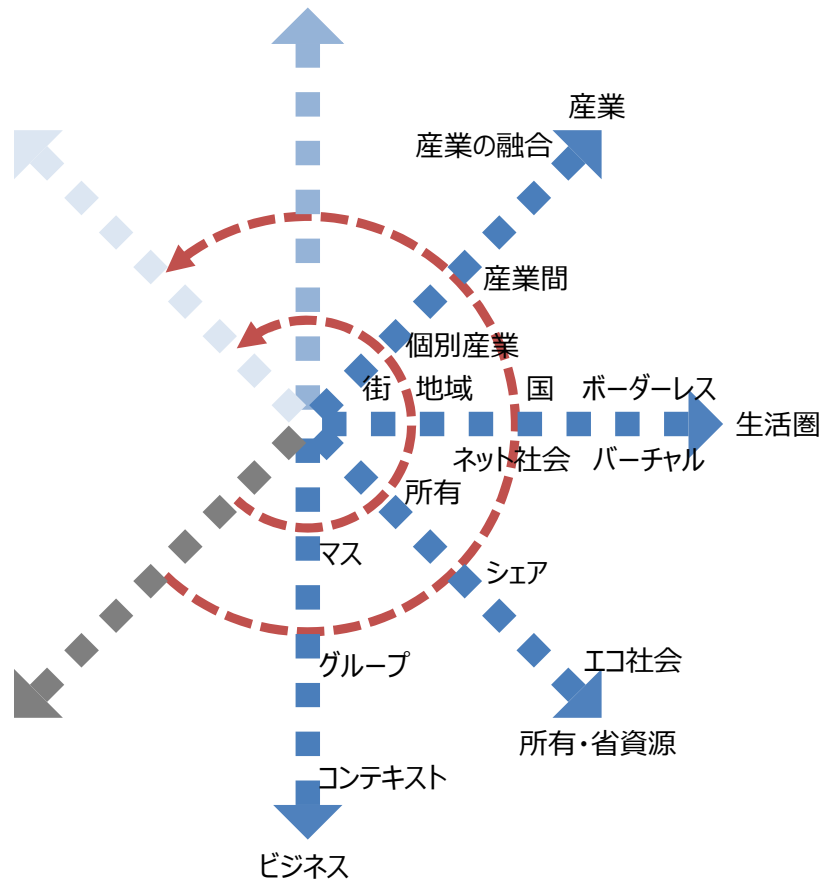 産業
産業の融合
産業間
個別産業
街 地域 国 ボーダーレス
生活圏
ネット社会 バーチャル
所有
マス
シェア
グループ
エコ社会
所有・省資源
コンテキスト
ビジネス